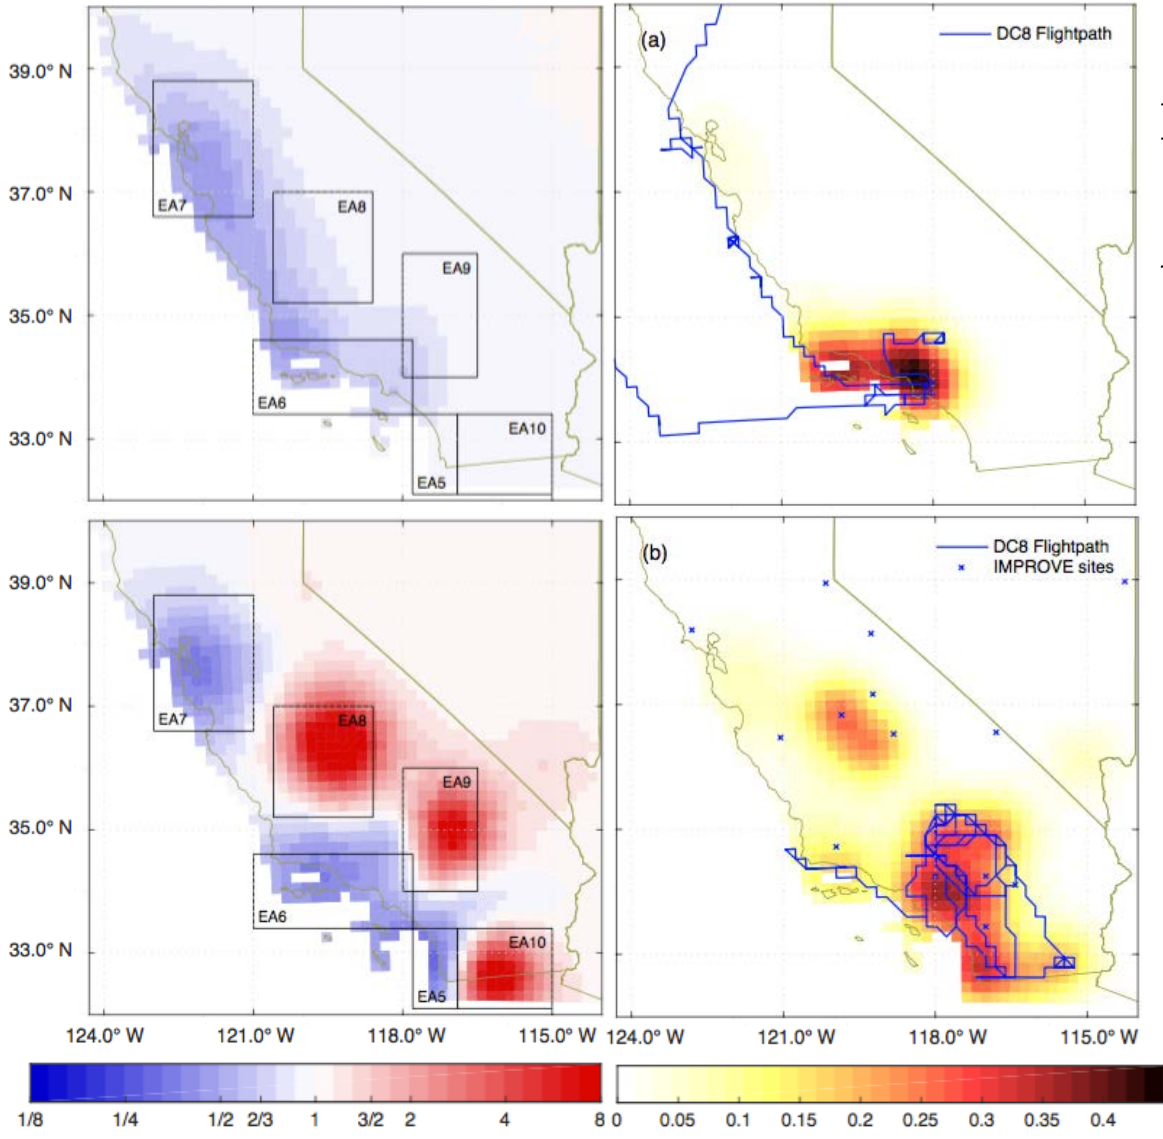 (a)
DC8 Flightpath
39.0° N
37.0° N
35.0° N
33.0° N
EA7
EA8
EA9
EA6
EA10
EA5
(b)
DC8 Flightpath
IMPROVE sites
39.0° N
37.0° N
35.0° N
33.0° N
EA7
EA8
EA9
EA6
EA10
EA5
124.0° W 121.0° W 118.0° W 115.0° W
124.0° W 121.0° W 118.0° W 115.0° W
1/8 1/4 1/2 2/3 1 3/2 2 4 8
0 0.05 0.1 0.15 0.2 0.25 0.3 0.35 0.4